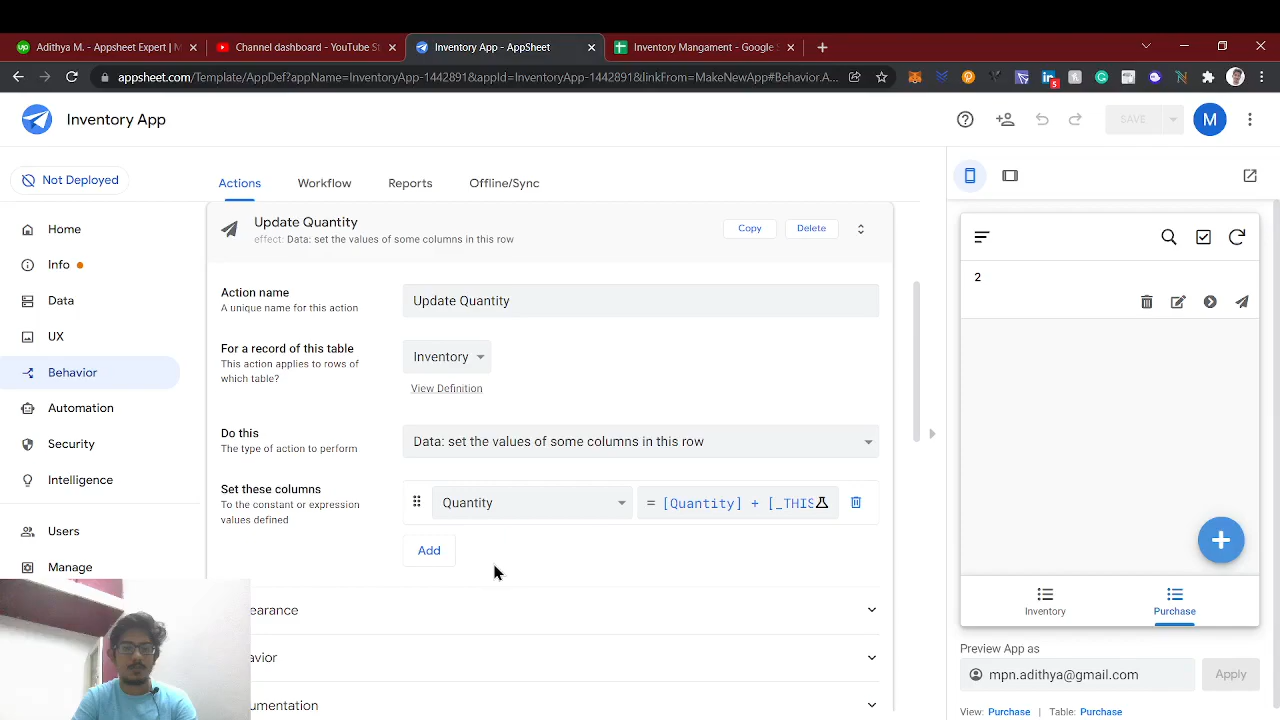 Adithya M. - Appsheet Expert |
Channel dashboard - YouTube St
Inventory App - AppSheet
Inventory Mangament - Google
appsheet.com/Template/AppDef?appName=InventoryApp-1442891&appId=InventoryApp-1442891&linkFrom=MakeNewApp#Behavior.A...
5
Inventory App
SAVE
M
Not Deployed
Actions
Workflow
Reports
Offline/Sync
Home
Info
Data
UX
Behavior
Automation
Security
Intelligence
Users
Manage
Update Quantity
effect: Data: set the values of some columns in this row
Copy
Delete
Action name
A unique name for this action
Update Quantity
For a record of this table
This action applies to rows of
which table?
Inventory
View Definition
Do this
The type of action to perform
Data: set the values of some columns in this row
Set these columns
To the constant or expression
values defined
Quantity
= [Quantity] + [_THIS
Add
earance
avior
umentation
2
Inventory
Purchase
Preview App as
mpn.adithya@gmail.com
Apply
View: Purchase | Table: Purchase